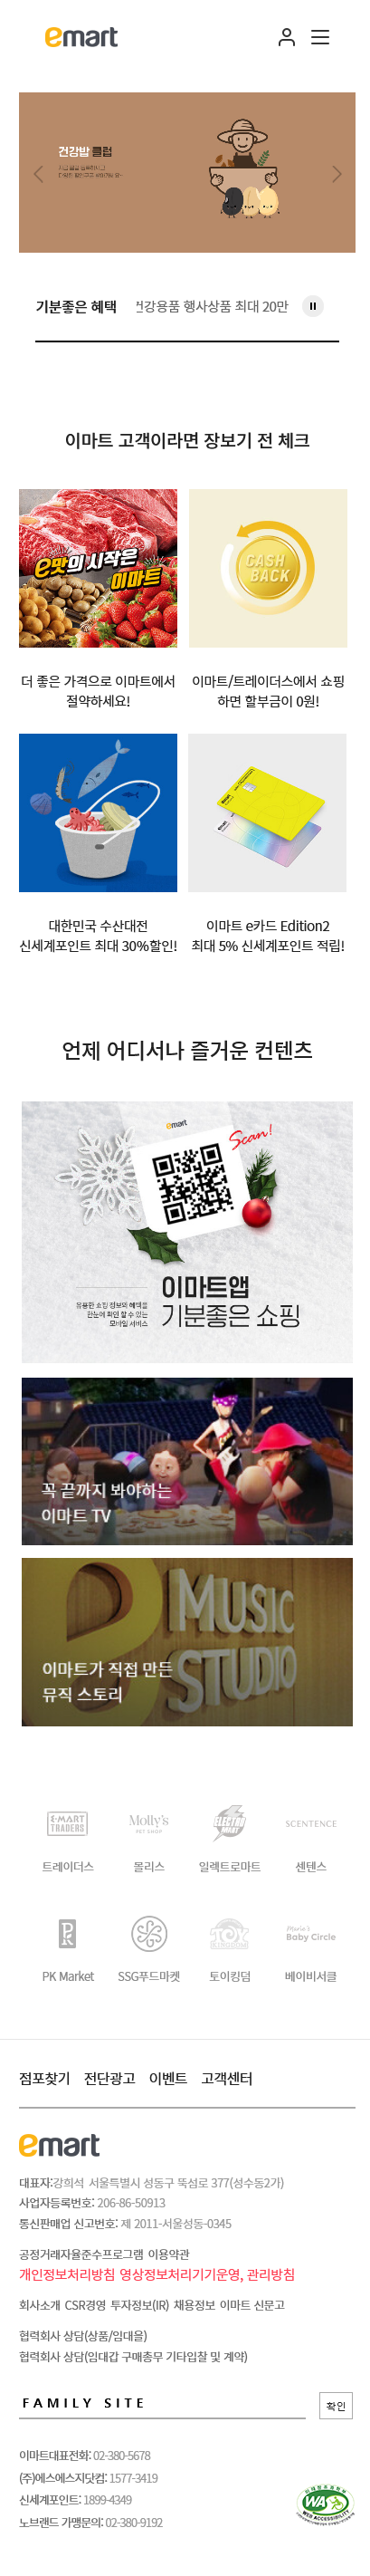 emart
건강밥 클럽
기분좋은 혜택
건강용품 행사상품 최대 20만
이마트 고객이라면 장보기 전 체크
e맛의 시작은
이마트
CASH
BACK
더 좋은 가격으로 이마트에서
절약하세요!
이마트/트레이더스에서 쇼핑
하면 할부금이 0원!
대한민국 수산대전
신세계포인트 최대 30%할인!
이마트 e카드 Edition2
최대 5% 신세계포인트 적립!
언제 어디서나 즐거운 컨텐츠
emart
Scan!
유용한 쇼핑 정보와 혜택을
한눈에 확인 할 수 있는
모바일 서비스
이마트앱
기분좋은 쇼핑
꼭 끝까지 봐야하는
이마트 TV
MUSIC
STUDIO
이마트가 직접 만든
뮤직 스토리
E-MART
TRADERS
Molly's
PET SHOP
ELECTRO
MART
SCENTENCE
트레이더스
몰리스
일렉트로마트
센텐스
PK
Marie's
Baby Circle
PK Market
SSG푸드마켓
토이킹덤
베이비서클
점포찾기 전단광고 이벤트 고객센터
emart
대표자:강희석 서울특별시 성동구 뚝섬로 377(성수동2가)
사업자등록번호: 206-86-50913
통신판매업 신고번호: 제 2011-서울성동-0345
공정거래자율준수프로그램 이용약관
개인정보처리방침 영상정보처리기기운영, 관리방침
회사소개 CSR경영 투자정보(IR) 채용정보 이마트 신문고
협력회사 상담(상품/임대을)
협력회사 상담(임대갑 구매총무 기타입찰 및 계약)
FAMILY SITE
확인
이마트대표전화: 02-380-5678
(주)에스에스지닷컴: 1577-3419
신세계포인트: 1899-4349
노브랜드 가맹문의: 02-380-9192
WA
WEB ACCESSIBILITY